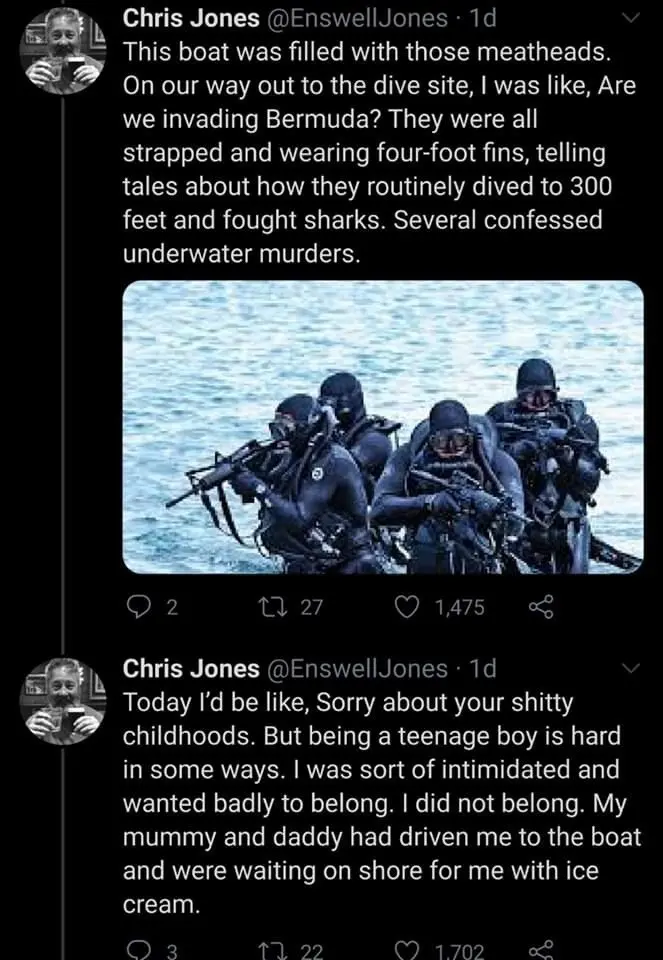 Chris Jones @EnswellJones · 1d
This boat was filled with those meatheads.
On our way out to the dive site, I was like, Are
we invading Bermuda? They were all
strapped and wearing four-foot fins, telling
tales about how they routinely dived to 300
feet and fought sharks. Several confessed
underwater murders.
2 27 1,475
Chris Jones @EnswellJones · 1d
Today I'd be like, Sorry about your shitty
childhoods. But being a teenage boy is hard
in some ways. I was sort of intimidated and
wanted badly to belong. I did not belong. My
mummy and daddy had driven me to the boat
and were waiting on shore for me with ice
cream.
3 22 1,702